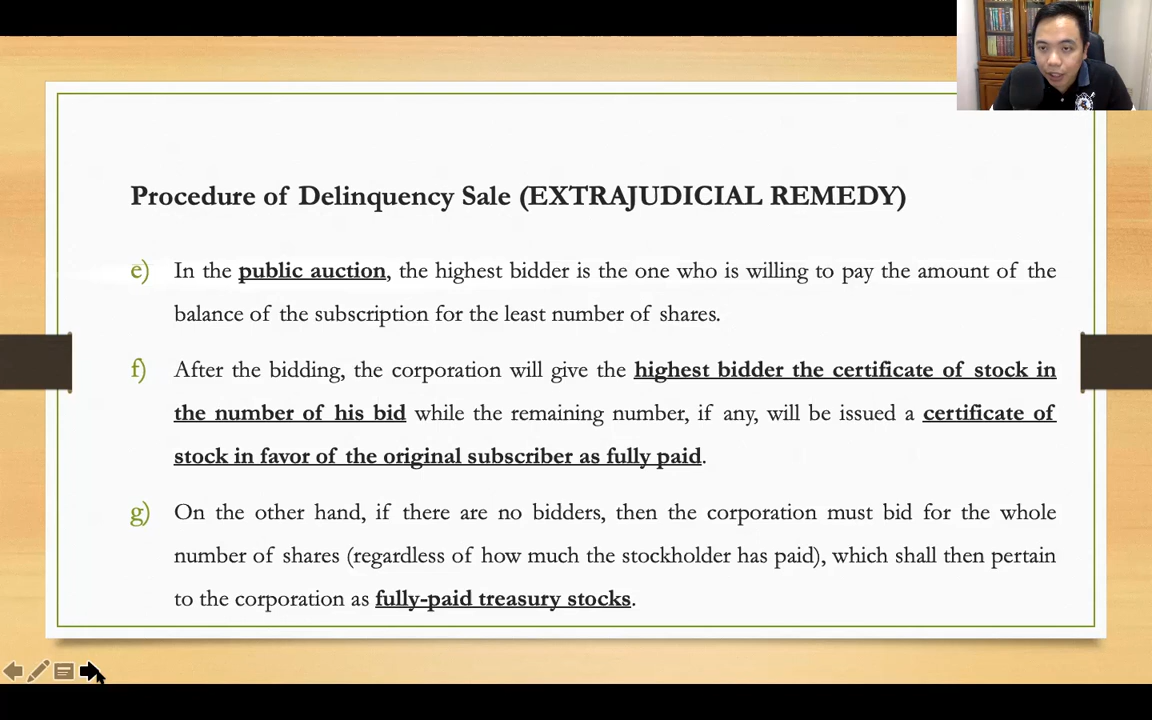 Procedure of Delinquency Sale (EXTRAJUDICIAL REMEDY)
e) In the public auction, the highest bidder is the one who is willing to pay the amount of the
balance of the subscription for the least number of shares.
f) After the bidding, the corporation will give the highest bidder the certificate of stock in
the number of his bid while the remaining number, if any, will be issued a certificate of
stock in favor of the original subscriber as fully paid.
g) On the other hand, if there are no bidders, then the corporation must bid for the whole
number of shares (regardless of how much the stockholder has paid), which shall then pertain
to the corporation as fully-paid treasury stocks.